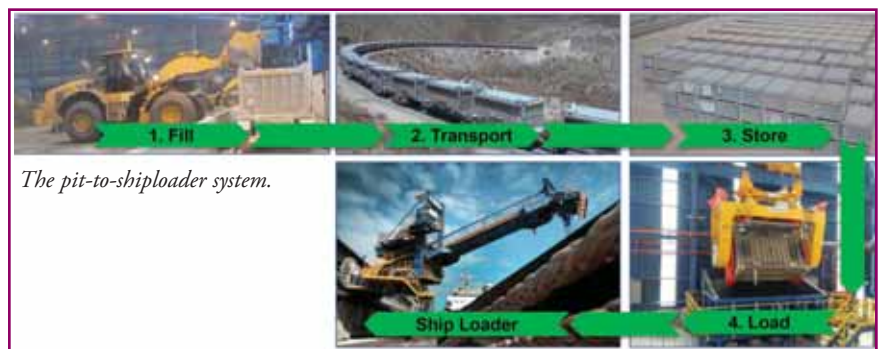 1. Fill
2. Transport
3. Store
The pit-to-shiploader system.
Ship Loader
4. Load